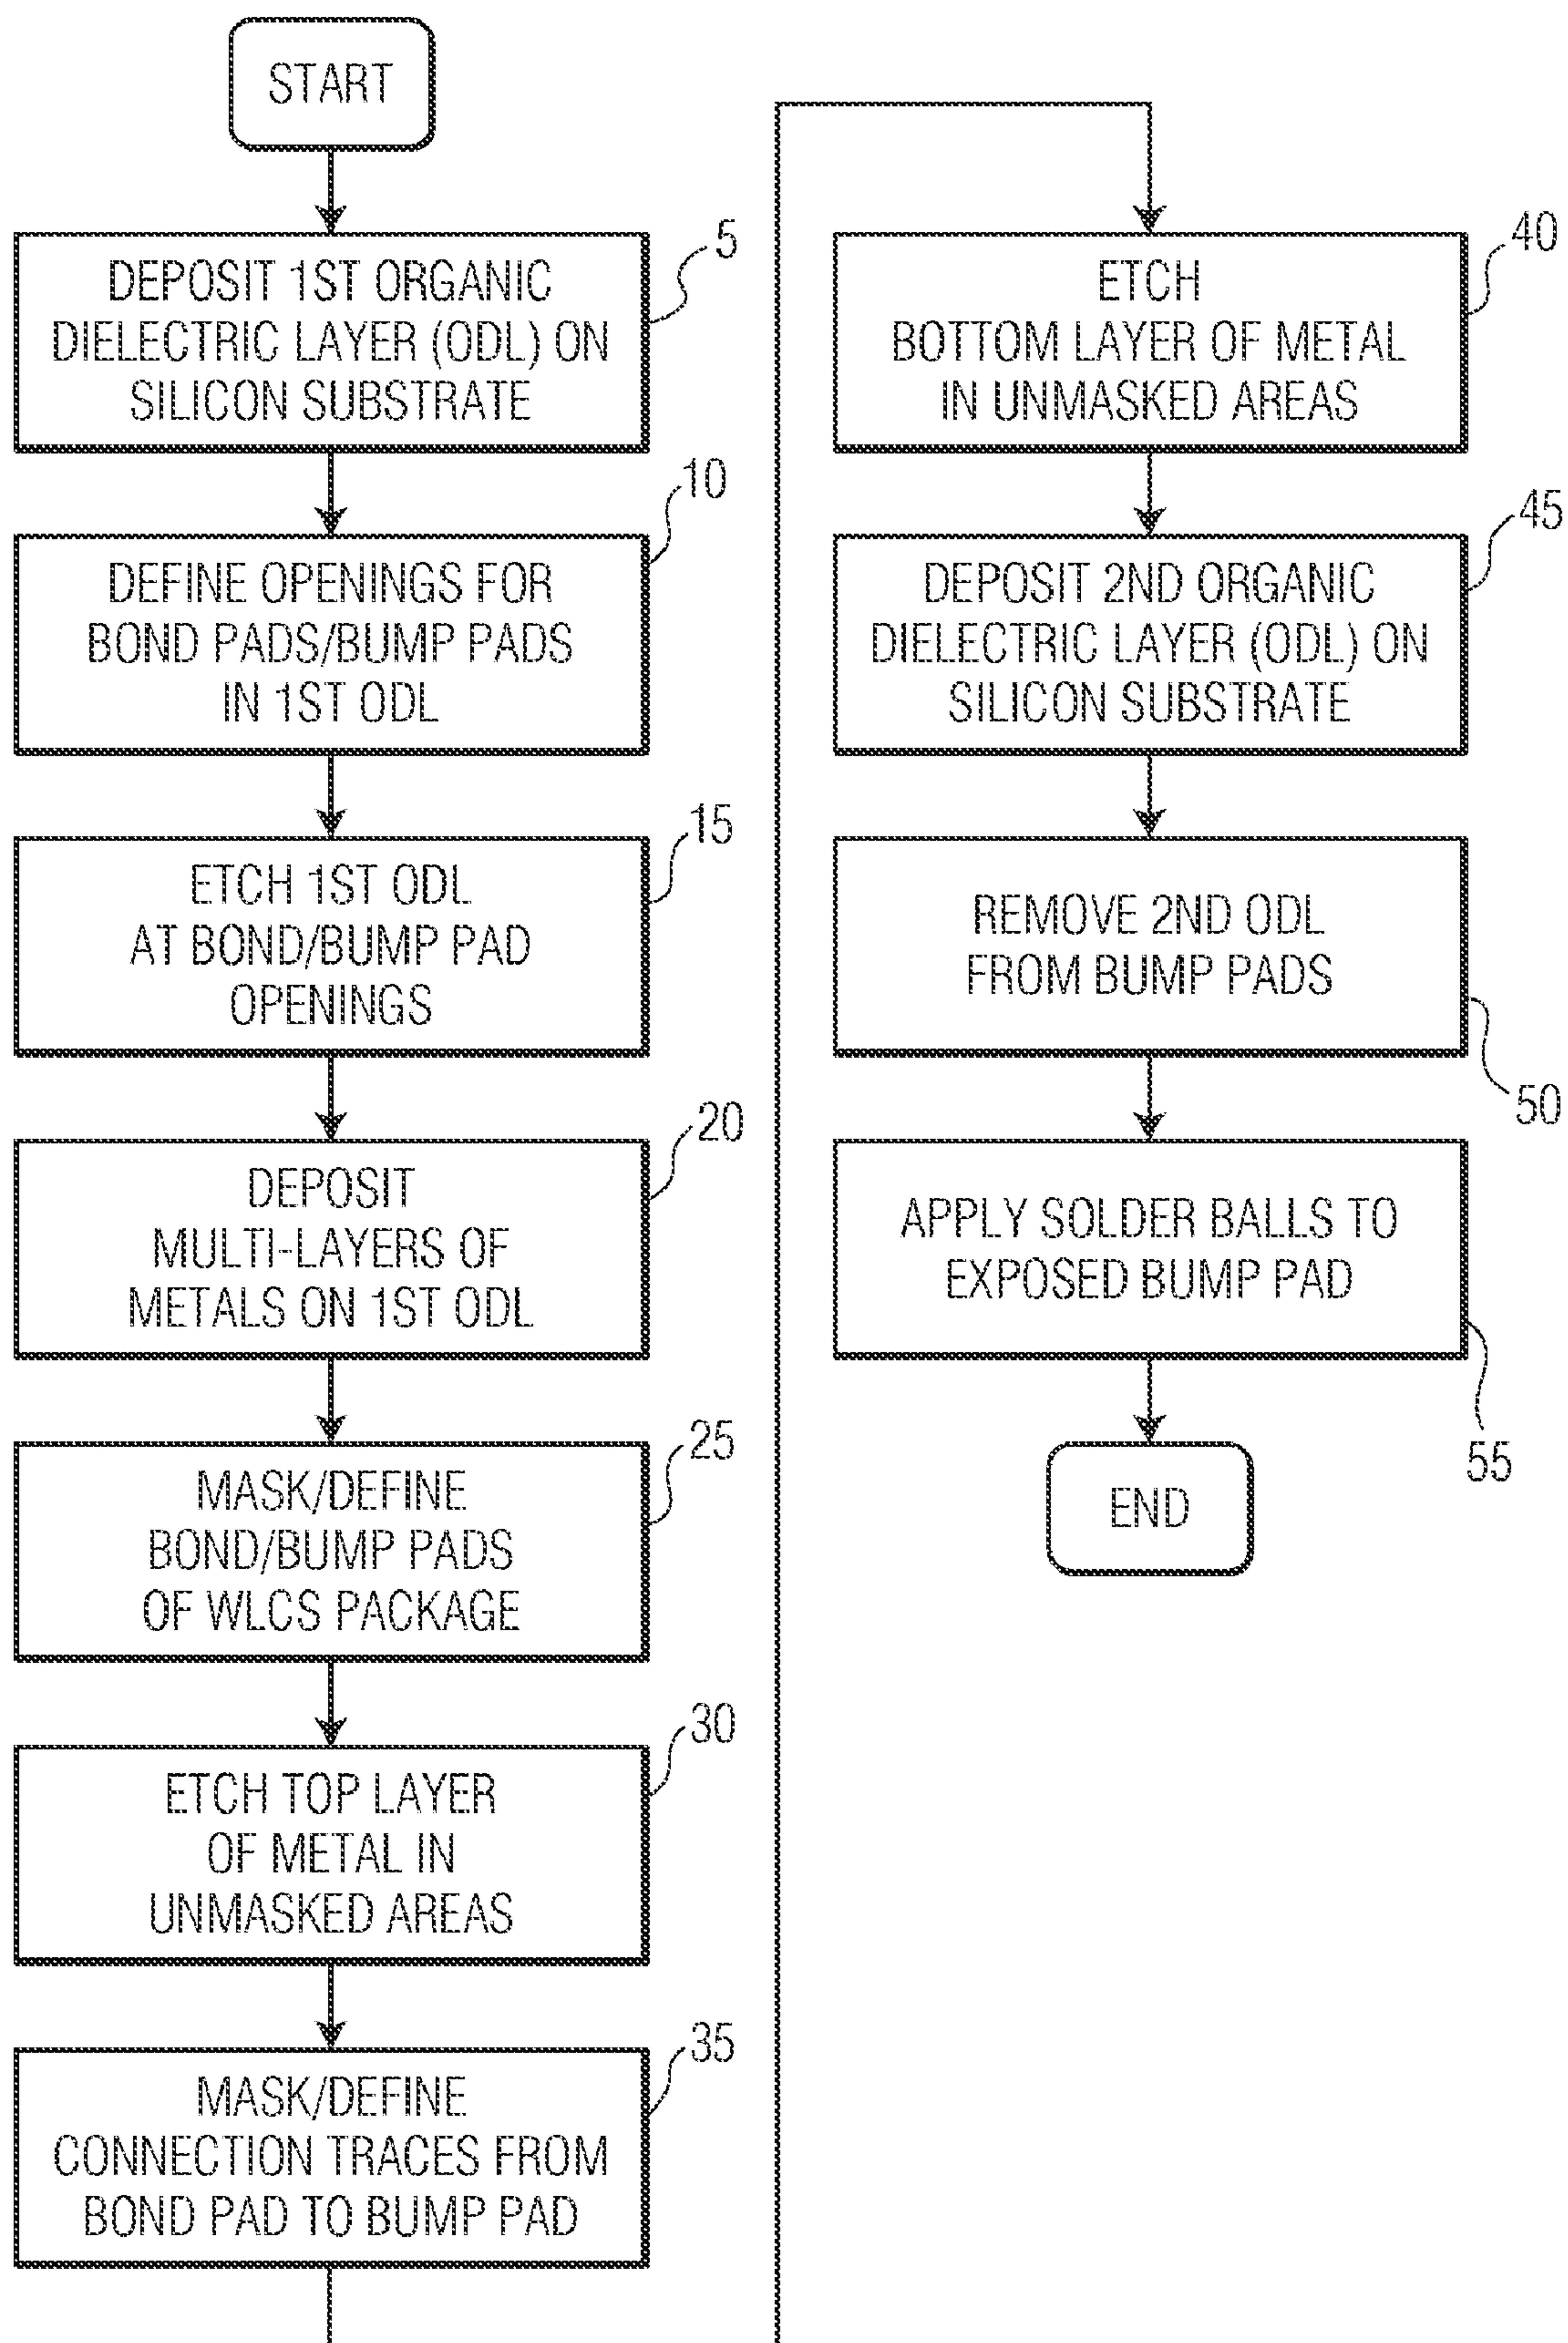 START
5
DEPOSIT 1ST ORGANIC
DIELECTRIC LAYER (ODL) ON
SILICON SUBSTRATE
10
DEFINE OPENINGS FOR
BOND PADS/BUMP PADS
IN 1ST ODL
15
ETCH 1ST ODL
AT BOND/BUMP PAD
OPENINGS
20
DEPOSIT
MULTI-LAYERS OF
METALS ON 1ST ODL
25
MASK/DEFINE
BOND/BUMP PADS
OF WLCS PACKAGE
30
ETCH TOP LAYER
OF METAL IN
UNMASKED AREAS
35
MASK/DEFINE
CONNECTION TRACES FROM
BOND PAD TO BUMP PAD
40
ETCH
BOTTOM LAYER OF METAL
IN UNMASKED AREAS
45
DEPOSIT 2ND ORGANIC
DIELECTRIC LAYER (ODL) ON
SILICON SUBSTRATE
REMOVE 2ND ODL
FROM BUMP PADS
50
APPLY SOLDER BALLS TO
EXPOSED BUMP PAD
55
END